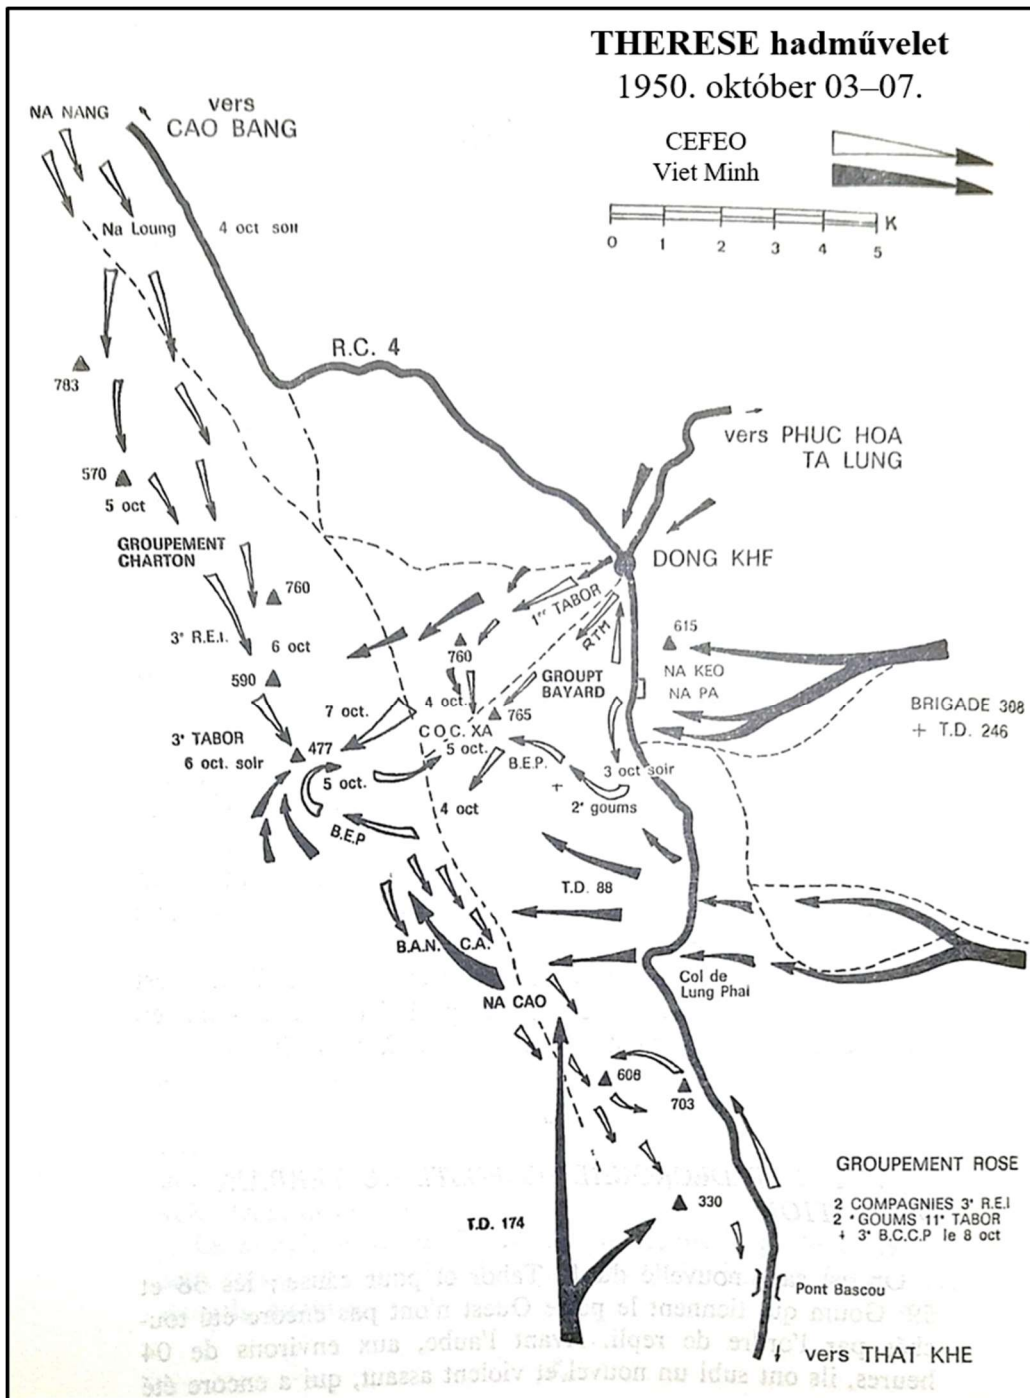 THERESE hadművelet
1950. október 03–07.
CEFEO
Viet Minh
K
0 1 2 3 4 5
NA NANG
vers
CAO BANG
Na Loung
4 oct soir
R.C. 4
783
vers PHUC HOA
TA LUNG
570
5 oct
GROUPEMENT
CHARTON
DONG KHE
760
1er TABOR
RTM
3e R.E.I.
6 oct
760
615
NA KEO
NA PA
590
GROUPT
BAYARD
4 oct.
BRIGADE 308
+ T.D. 246
7 oct.
765
COC. XA
5 oct.
3e TABOR
6 oct. soir
477
5 oct.
B.E.P.
+
2e goums
3 oct soir
4 oct
B.E.P
T.D. 88
B.A.N.
C.A.
NA CAO
Col de
Lung Phai
608
703
GROUPEMENT ROSE
2 COMPAGNIES 3e R.E.I
2 e GOUMS 11e TABOR
+ 3e B.C.C.P le 8 oct
330
T.D. 174
Pont Bascou
vers THAT KHE